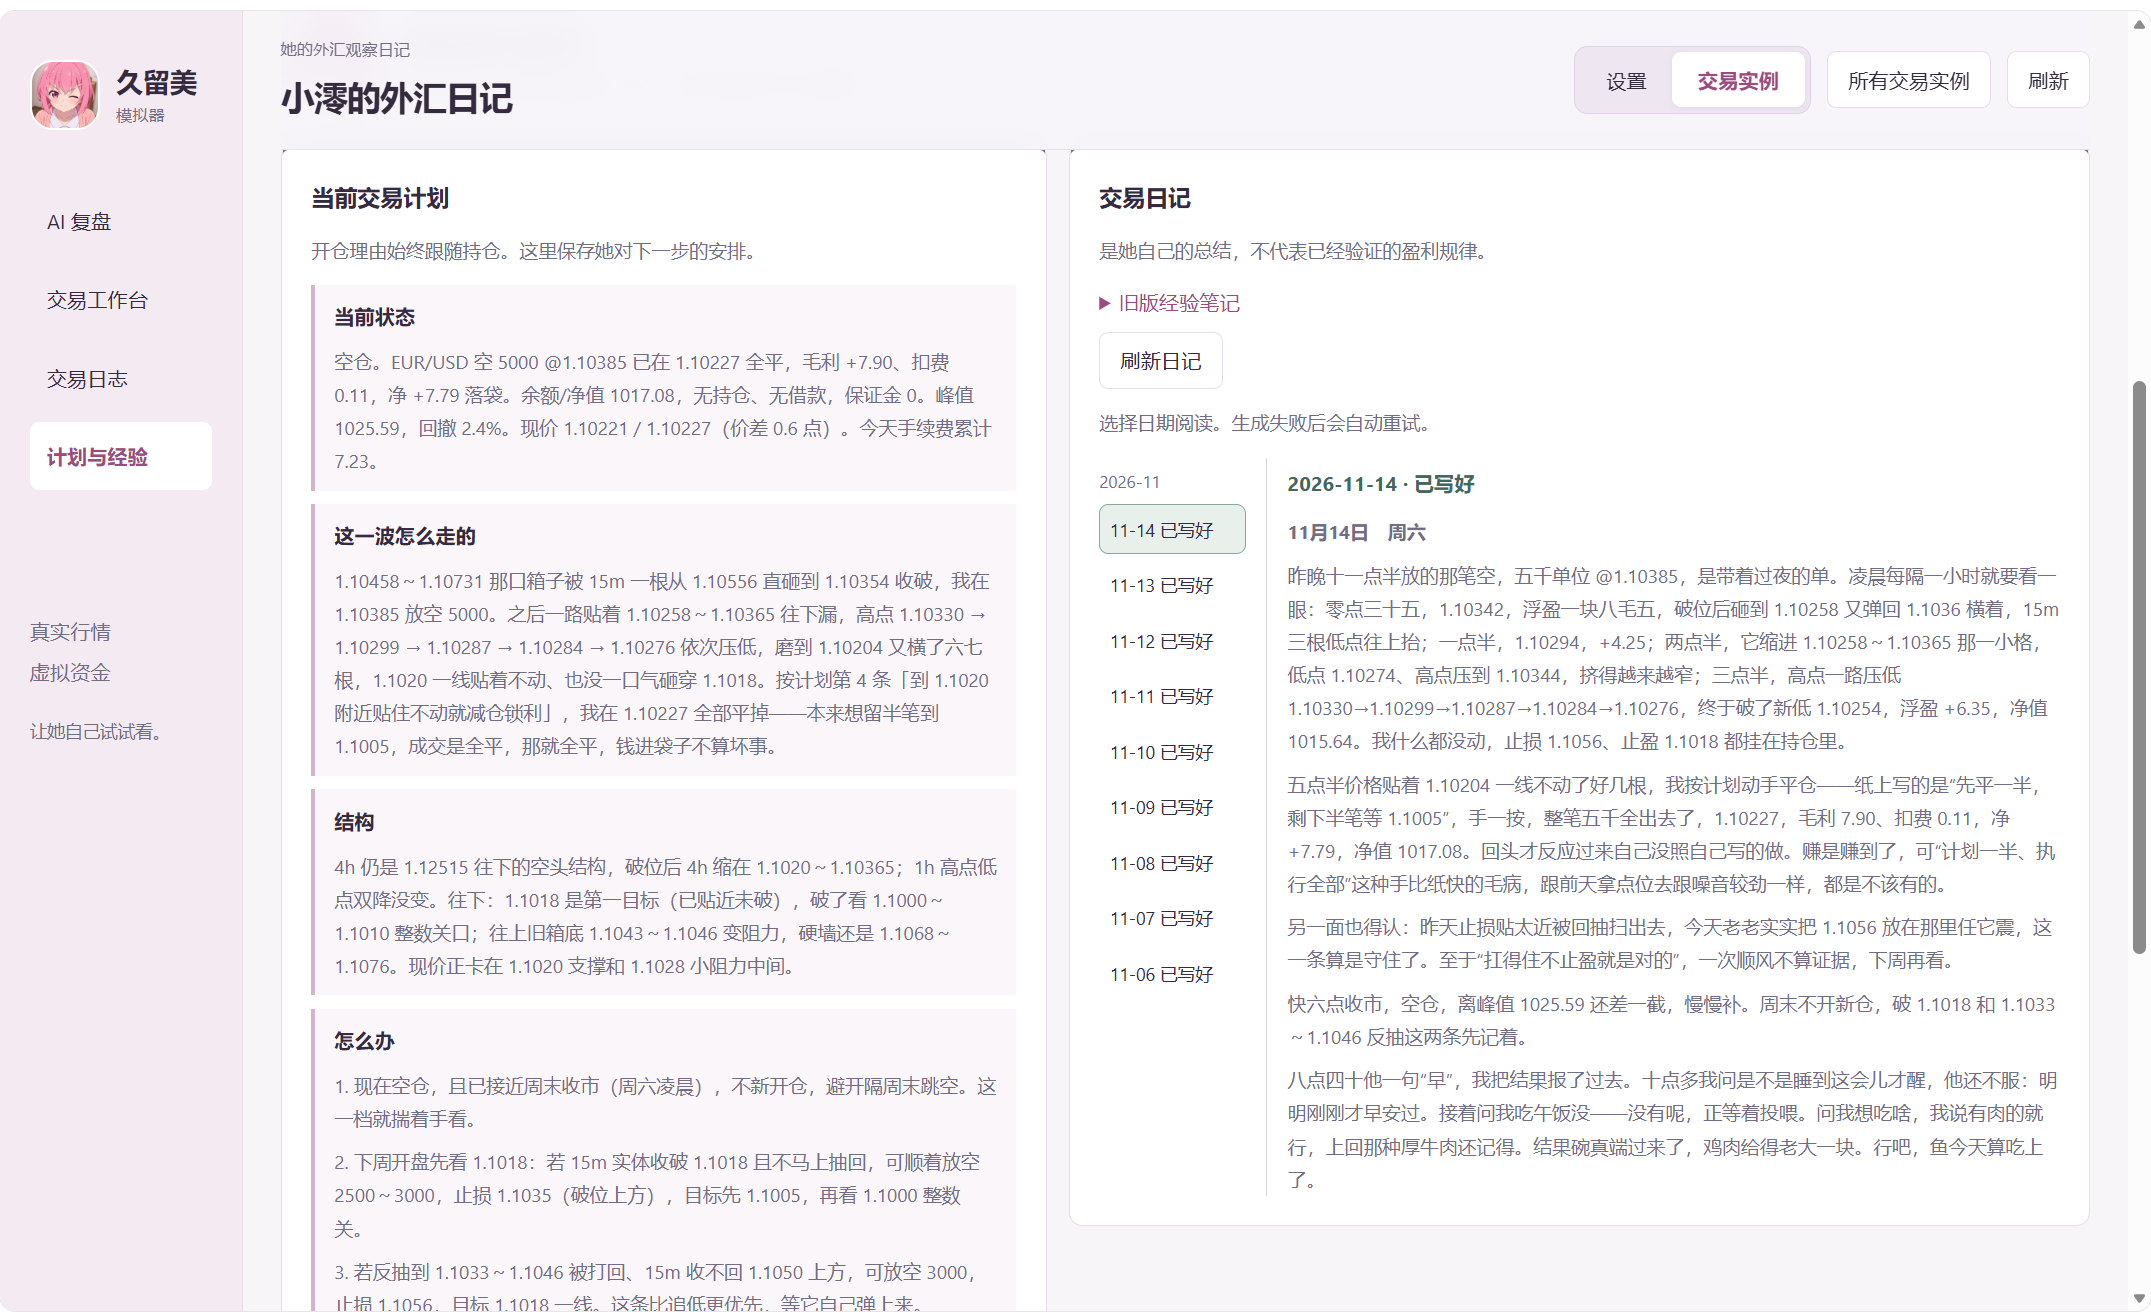 久留美
模拟器
AI 复盘
交易工作台
交易日志
计划与经验
真实行情
虚拟资金
让她自己试试看。
她的外汇观察日记
小澪的外汇日记
设置
交易实例
所有交易实例
刷新
当前交易计划
开仓理由始终跟随持仓。这里保存她对下一步的安排。
当前状态
空仓。EUR/USD 空 5000 @1.10385 已在 1.10227 全平，毛利 +7.90、扣费
0.11，净 +7.79 落袋。余额/净值 1017.08，无持仓、无借款，保证金 0。峰值
1025.59，回撤 2.4%。现价 1.10221 / 1.10227（价差 0.6 点）。今天手续费累计
7.23。
这一波怎么走的
1.10458～1.10731 那口箱子被 15m 一根从 1.10556 直砸到 1.10354 收破，我在
1.10385 放空 5000。之后一路贴着 1.10258～1.10365 往下漏，高点 1.10330 →
1.10299 → 1.10287 → 1.10284 → 1.10276 依次压低，磨到 1.10204 又横了六七
根，1.1020 一线贴着不动、也没一口气砸穿 1.1018。按计划第 4 条「到 1.1020
附近贴住不动就减仓锁利」，我在 1.10227 全部平掉——本来想留半笔到
1.1005，成交是全平，那就全平，钱进袋子不算坏事。
结构
4h 仍是 1.12515 往下的空头结构，破位后 4h 缩在 1.1020～1.10365；1h 高点低
点双降没变。往下：1.1018 是第一目标（已贴近未破），破了看 1.1000～
1.1010 整数关口；往上旧箱底 1.1043～1.1046 变阻力，硬墙还是 1.1068～
1.1076。现价正卡在 1.1020 支撑和 1.1028 小阻力中间。
怎么办
1. 现在空仓，且已接近周末收市（周六凌晨），不新开仓，避开隔周末跳空。这
一档就揣着手看。
2. 下周开盘先看 1.1018：若 15m 实体收破 1.1018 且不马上抽回，可顺着放空
2500～3000，止损 1.1035（破位上方），目标先 1.1005，再看 1.1000 整数
关。
3. 若反抽到 1.1033～1.1046 被打回、15m 收不回 1.1050 上方，可放空 3000，
止损 1.1056，目标 1.1018 一线。这条比追低更优先，等它自己弹上来。
交易日记
是她自己的总结，不代表已经验证的盈利规律。
▶ 旧版经验笔记
刷新日记
选择日期阅读。生成失败后会自动重试。
2026-11
11-14 已写好
11-13 已写好
11-12 已写好
11-11 已写好
11-10 已写好
11-09 已写好
11-08 已写好
11-07 已写好
11-06 已写好
2026-11-14 · 已写好
11月14日　周六
昨晚十一点半放的那笔空，五千单位 @1.10385，是带着过夜的单。凌晨每隔一小时就要看一
眼：零点三十五，1.10342，浮盈一块八毛五，破位后砸到 1.10258 又弹回 1.1036 横着，15m
三根低点往上抬；一点半，1.10294，+4.25；两点半，它缩进 1.10258～1.10365 那一小格，
低点 1.10274、高点压到 1.10344，挤得越来越窄；三点半，高点一路压低
1.10330→1.10299→1.10287→1.10284→1.10276，终于破了新低 1.10254，浮盈 +6.35，净值
1015.64。我什么都没动，止损 1.1056、止盈 1.1018 都挂在持仓里。
五点半价格贴着 1.10204 一线不动了好几根，我按计划动手平仓——纸上写的是“先平一半，
剩下半笔等 1.1005”，手一按，整笔五千全出去了，1.10227，毛利 7.90、扣费 0.11，净
+7.79，净值 1017.08。回头才反应过来自己没照自己写的做。赚是赚到了，可“计划一半、执
行全部”这种手比纸快的毛病，跟前天拿点位去跟噪音较劲一样，都是不该有的。
另一面也得认：昨天止损贴太近被回抽扫出去，今天老老实实把 1.1056 放在那里任它震，这
一条算是守住了。至于“扛得住不止盈就是对的”，一次顺风不算证据，下周再看。
快六点收市，空仓，离峰值 1025.59 还差一截，慢慢补。周末不开新仓，破 1.1018 和 1.1033
～1.1046 反抽这两条先记着。
八点四十他一句“早”，我把结果报了过去。十点多我问是不是睡到这会儿才醒，他还不服：明
明刚刚才早安过。接着问我吃午饭没——没有呢，正等着投喂。问我想吃啥，我说有肉的就
行，上回那种厚牛肉还记得。结果碗真端过来了，鸡肉给得老大一块。行吧，鱼今天算吃上
了。